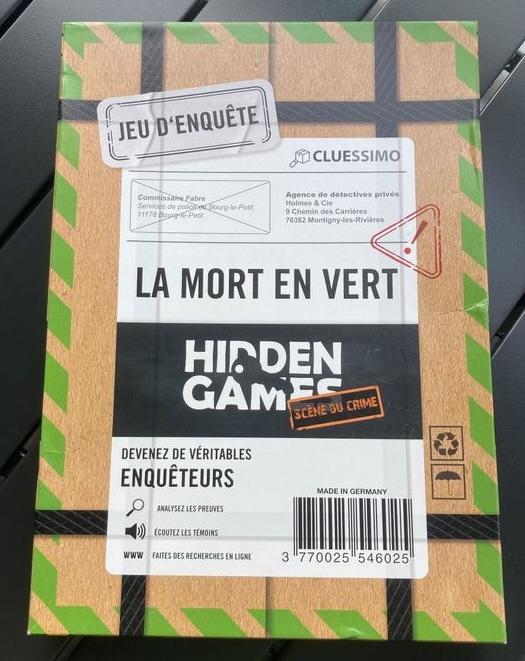 JEU D'ENQUÊTE
CLUESSIMO
Commissaire Fabre
Services de police de Bourg-le-Petit,
11178 Bourg-le-Petit
Agence de détectives privés
Holmes & Cie
9 Chemin des Carrières
76382 Montigny-les-Rivières
!
LA MORT EN VERT
HIDDEN
GAMES
SCÈNE DU CRIME
DEVENEZ DE VÉRITABLES
ENQUÊTEURS
ANALYSEZ LES PREUVES
ÉCOUTEZ LES TÉMOINS
WWW FAITES DES RECHERCHES EN LIGNE
MADE IN GERMANY
3 770025 546025